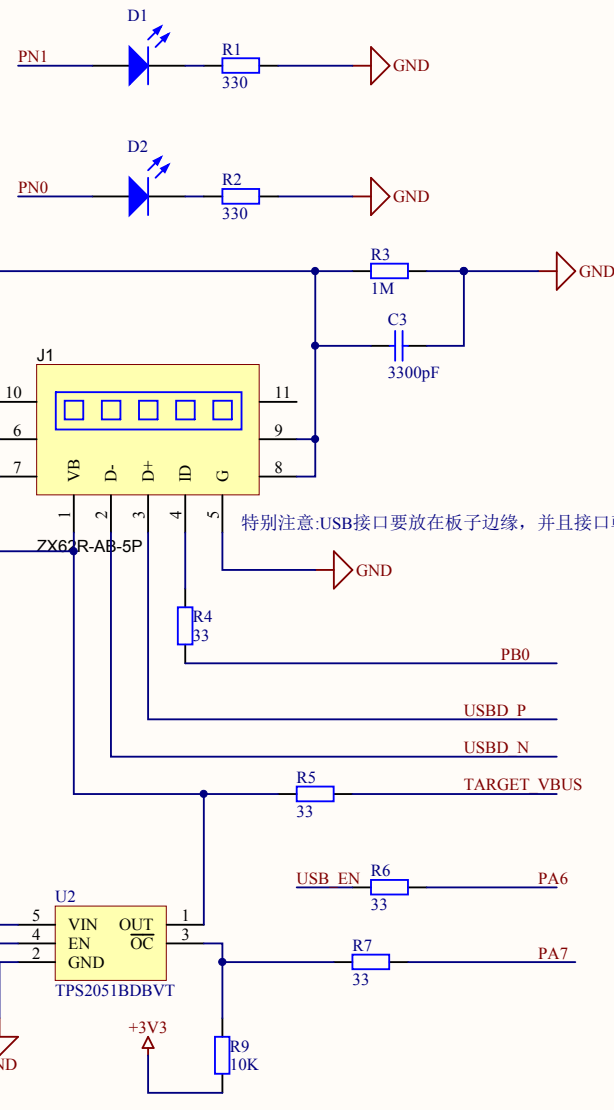 D1
PN1
R1
330
GND
D2
PN0
R2
330
GND
R3
1M
GND
C3
3300pF
J1
10
11
6
9
7
8
VB
D-
D+
ID
G
1
2
3
4
5
ZX62R-AB-5P
特别注意:USB接口要放在板子边缘，并且接口
GND
R4
33
PB0
USBD_P
USBD_N
R5
33
TARGET_VBUS
USB_EN
R6
33
PA6
U2
5 VIN OUT 1
4 EN OC 3
2 GND
TPS2051BDBVT
R7
33
PA7
+3V3
R9
10K